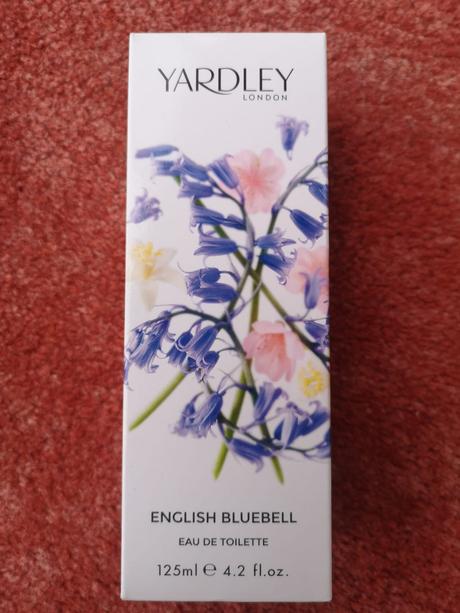 YARDLEY
LONDON
ENGLISH BLUEBELL
EAU DE TOILETTE
125ml ℮ 4.2 fl.oz.